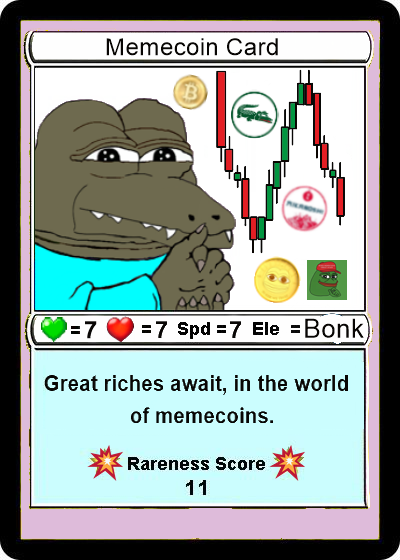 Memecoin Card
=7 =7 Spd =7 Ele =Bonk
Great riches await, in the world
of memecoins.
Rareness Score
11